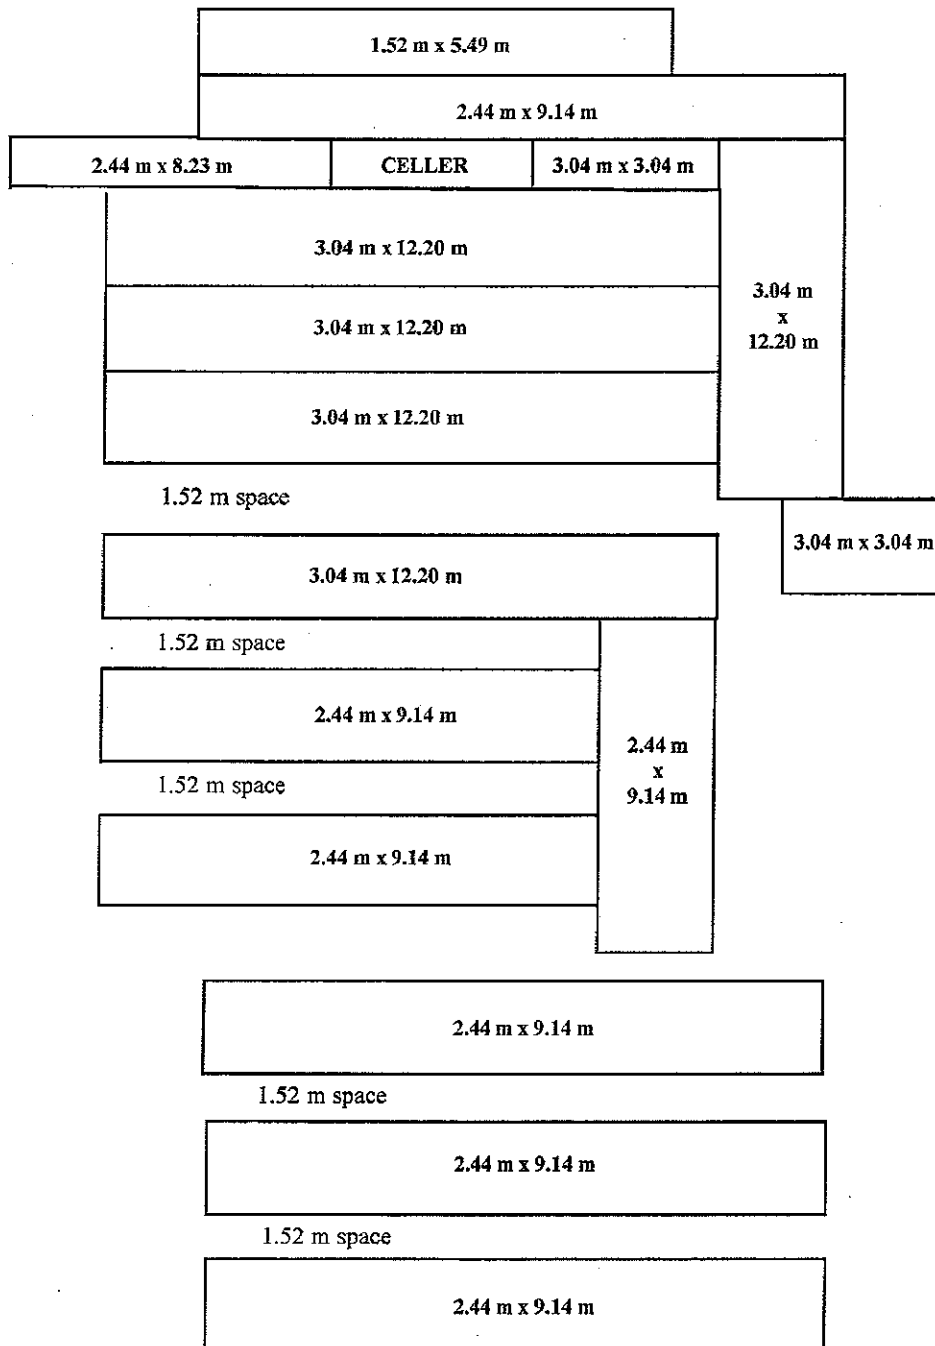 1.52 m x 5.49 m
2.44 m x 9.14 m
2.44 m x 8.23 m
CELLER
3.04 m x 3.04 m
3.04 m x 12.20 m
3.04 m
x
12.20 m
3.04 m x 12.20 m
3.04 m x 12.20 m
1.52 m space
3.04 m x 3.04 m
3.04 m x 12.20 m
1.52 m space
2.44 m x 9.14 m
2.44 m
x
9.14 m
1.52 m space
2.44 m x 9.14 m
2.44 m x 9.14 m
1.52 m space
2.44 m x 9.14 m
1.52 m space
2.44 m x 9.14 m